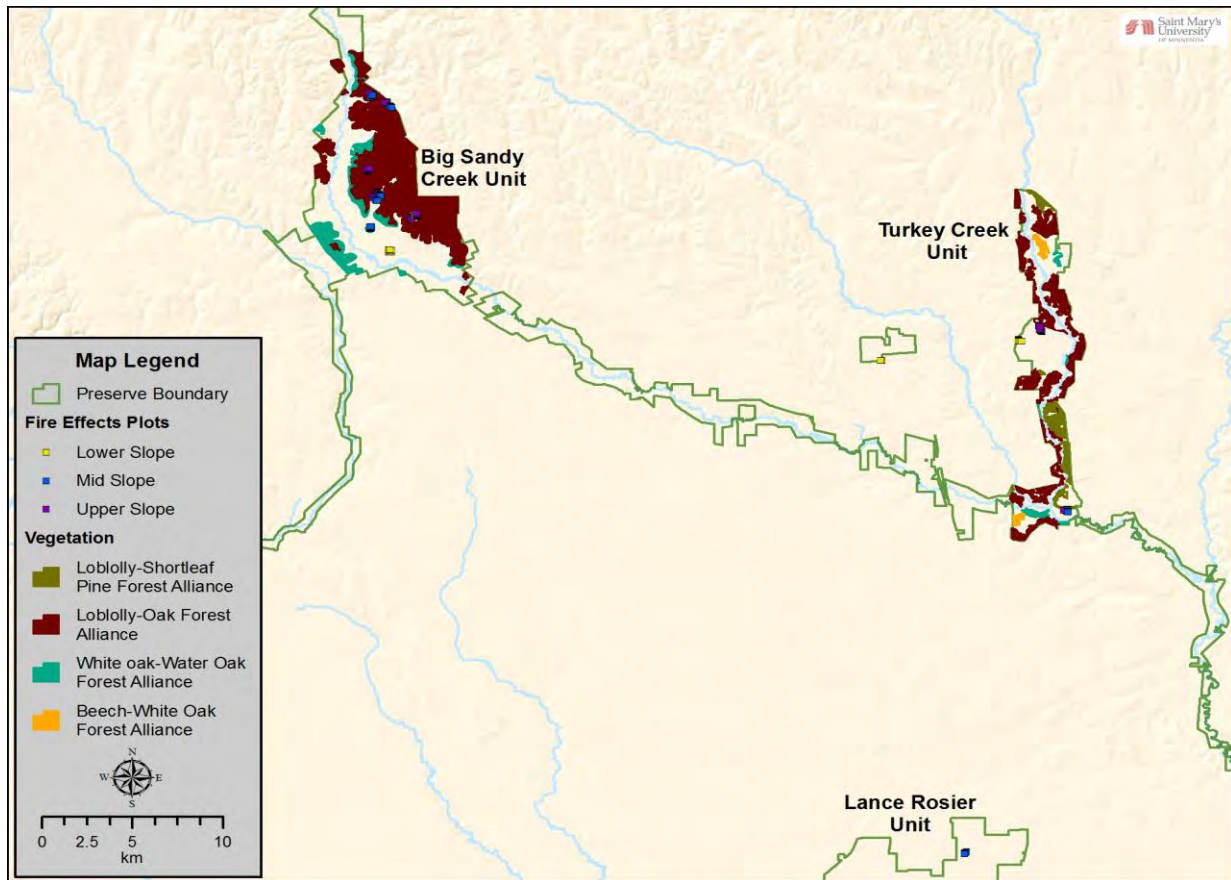 Saint Mary's
University
OF MINNESOTA
Big Sandy
Creek Unit
Turkey Creek
Unit
Map Legend
Preserve Boundary
Fire Effects Plots
Lower Slope
Mid Slope
Upper Slope
Vegetation
Loblolly-Shortleaf
Pine Forest Alliance
Loblolly-Oak Forest
Alliance
White oak-Water Oak
Forest Alliance
Beech-White Oak
Forest Alliance
N
W E
S
0 2.5 5 10
km
Lance Rosier
Unit